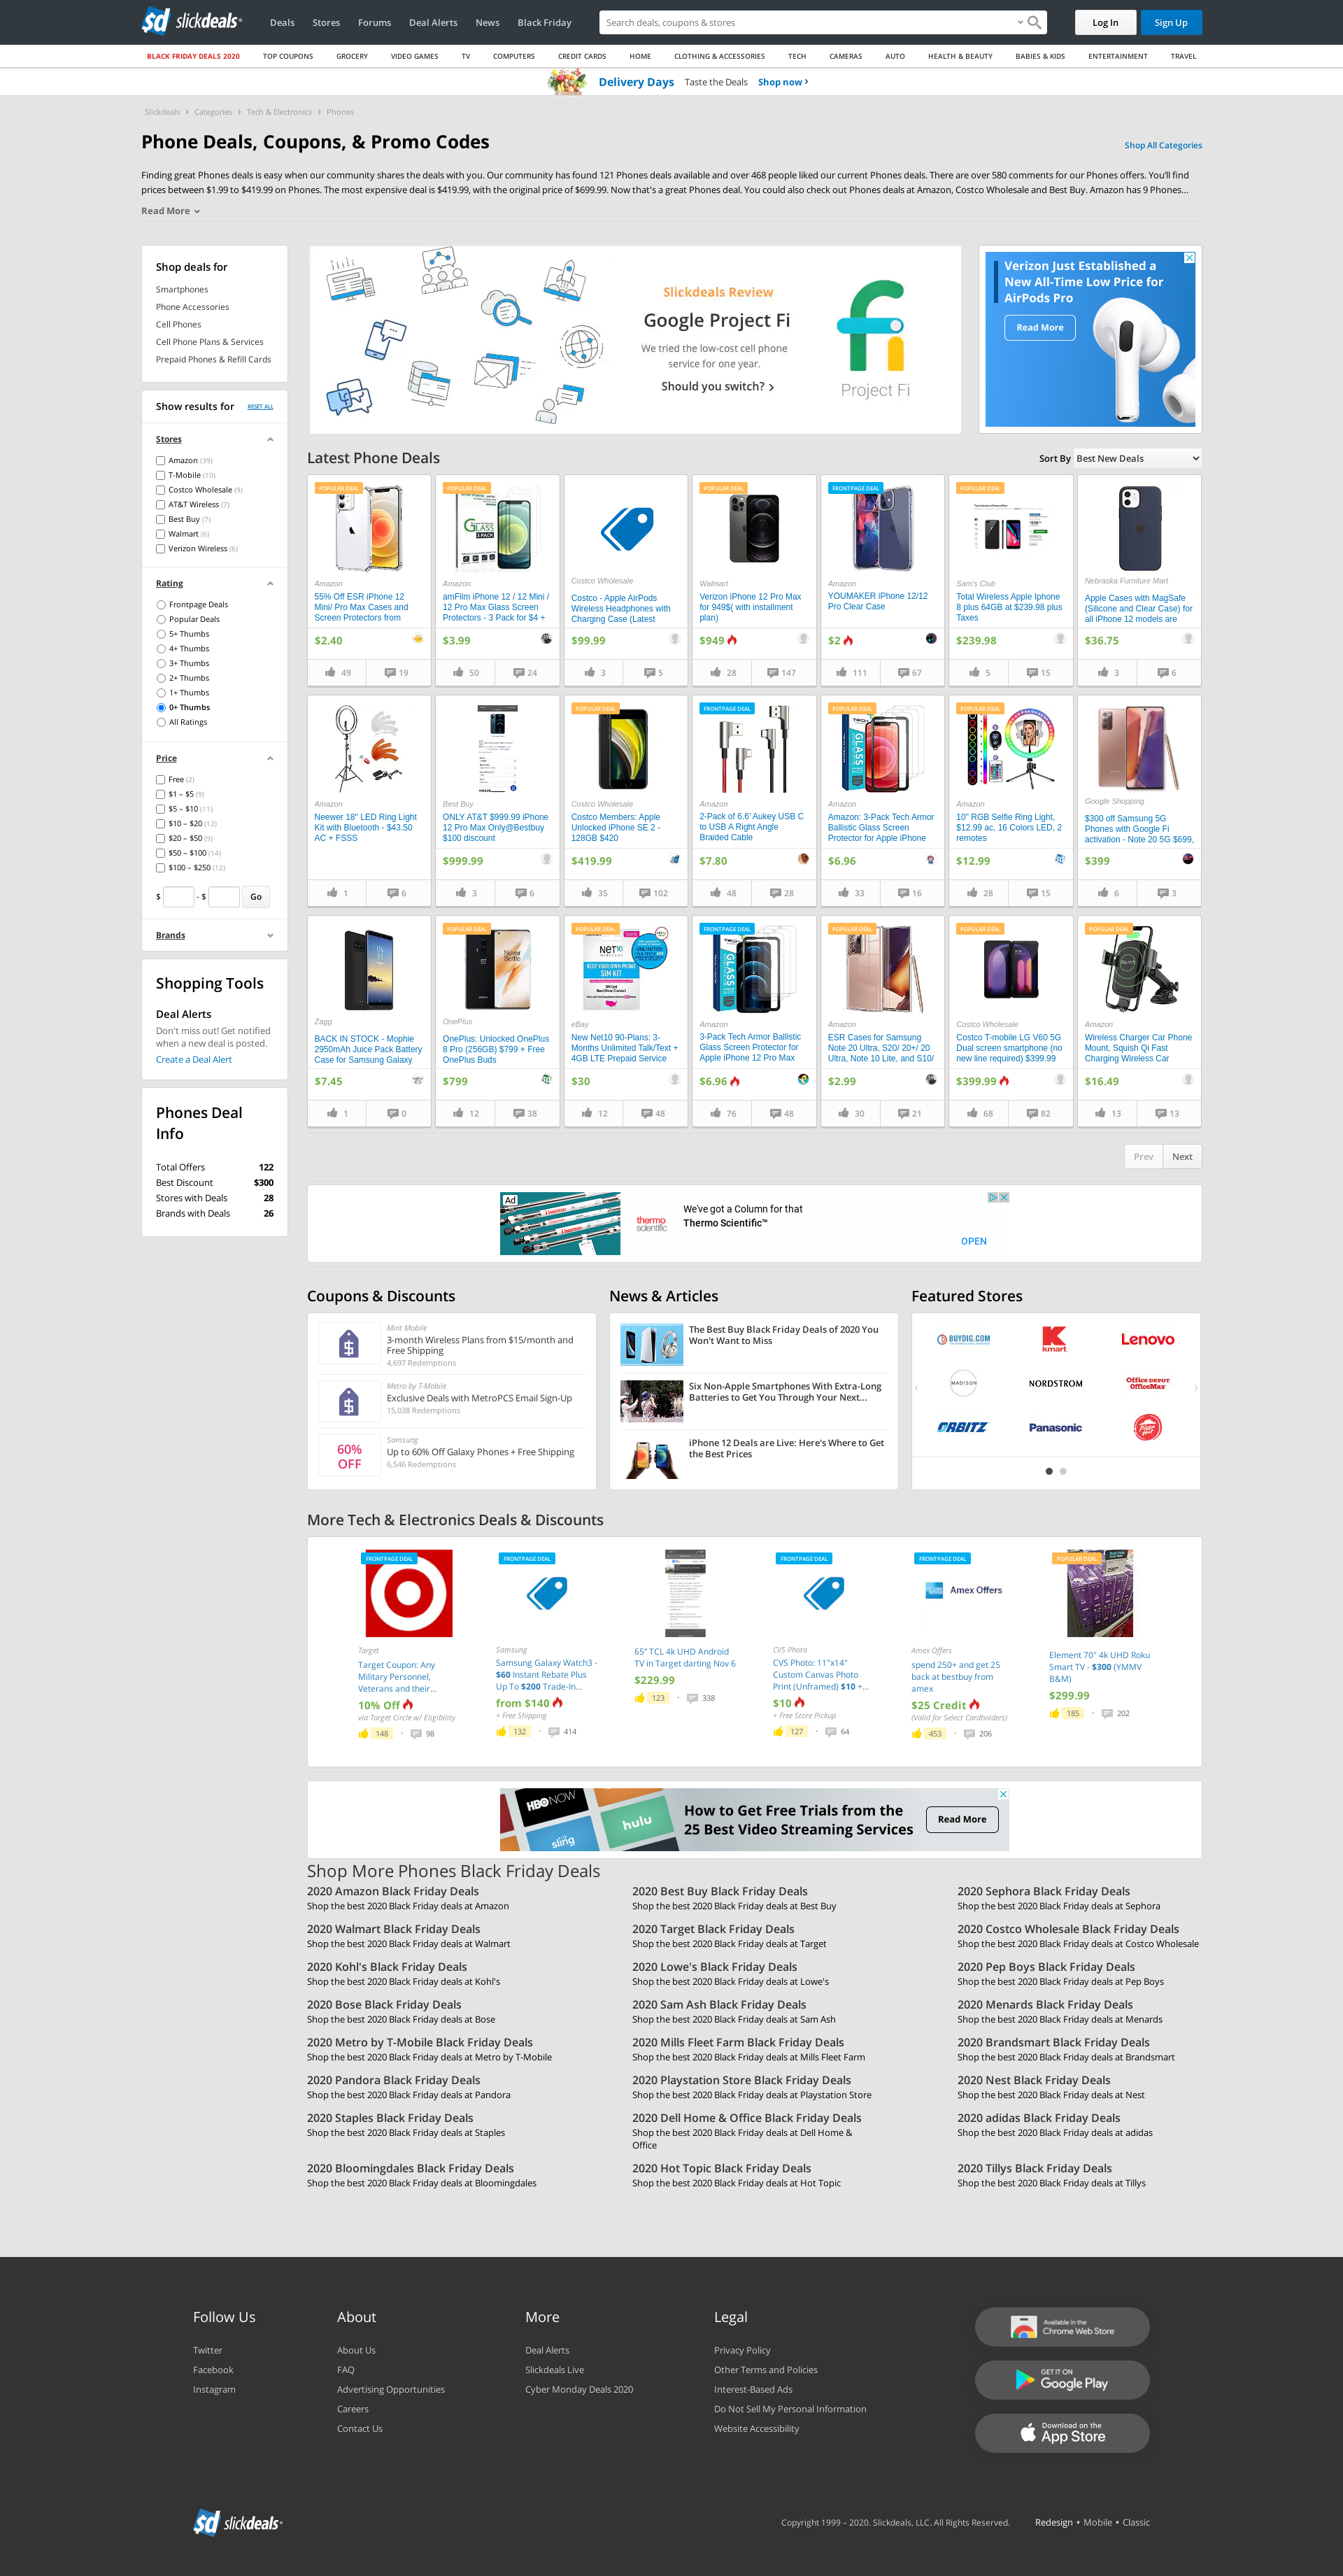 slickdeals
Deals
Stores
Forums
Deal Alerts
News
Black Friday
Search deals, coupons & stores
Log In
Sign Up
BLACK FRIDAY DEALS 2020
TOP COUPONS
GROCERY
VIDEO GAMES
TV
COMPUTERS
CREDIT CARDS
HOME
CLOTHING & ACCESSORIES
TECH
CAMERAS
AUTO
HEALTH & BEAUTY
BABIES & KIDS
ENTERTAINMENT
TRAVEL
Delivery Days Taste the Deals Shop now ›
Slickdeals › Categories › Tech & Electronics › Phones
Phone Deals, Coupons, & Promo Codes
Shop All Categories
Finding great Phones deals is easy when our community shares the deals with you. Our community has found 121 Phones deals available and over 468 people liked our current Phones deals. There are over 580 comments for our Phones offers. You'll find
prices between $1.99 to $419.99 on Phones. The most expensive deal is $419.99, with the original price of $699.99. Now that's a great Phones deal. You could also check out Phones deals at Amazon, Costco Wholesale and Best Buy. Amazon has 9 Phones...
Read More
Shop deals for
Smartphones
Phone Accessories
Cell Phones
Cell Phone Plans & Services
Prepaid Phones & Refill Cards
Show results for
RESET ALL
Stores
Amazon (39)
T-Mobile (10)
Costco Wholesale (9)
AT&T Wireless (7)
Best Buy (7)
Walmart (6)
Verizon Wireless (6)
Rating
Frontpage Deals
Popular Deals
5+ Thumbs
4+ Thumbs
3+ Thumbs
2+ Thumbs
1+ Thumbs
0+ Thumbs
All Ratings
Price
Free (2)
$1 – $5 (9)
$5 – $10 (11)
$10 – $20 (12)
$20 – $50 (9)
$50 – $100 (14)
$100 – $250 (12)
$ - $ Go
Brands
Shopping Tools
Deal Alerts
Don't miss out! Get notified
when a new deal is posted.
Create a Deal Alert
Phones Deal
Info
Total Offers 122
Best Discount $300
Stores with Deals 28
Brands with Deals 26
Slickdeals Review
Google Project Fi
We tried the low-cost cell phone
service for one year.
Should you switch? ›
Project Fi
Verizon Just Established a
New All-Time Low Price for
AirPods Pro
Read More
Latest Phone Deals
Sort By Best New Deals
POPULAR DEAL
Amazon
55% Off ESR iPhone 12
Mini/ Pro Max Cases and
Screen Protectors from
$2.40
49 19
POPULAR DEAL
GLASS
3 PACK
Amazon
amFilm iPhone 12 / 12 Mini /
12 Pro Max Glass Screen
Protectors - 3 Pack for $4 +
$3.99
50 24
Costco Wholesale
Costco - Apple AirPods
Wireless Headphones with
Charging Case (Latest
$99.99
3 5
POPULAR DEAL
Walmart
Verizon iPhone 12 Pro Max
for 949$( with installment
plan)
$949
28 147
FRONTPAGE DEAL
Amazon
YOUMAKER iPhone 12/12
Pro Clear Case
$2
111 67
POPULAR DEAL
Sam's Club
Total Wireless Apple Iphone
8 plus 64GB at $239.98 plus
Taxes
$239.98
5 15
Nebraska Furniture Mart
Apple Cases with MagSafe
(Silicone and Clear Case) for
all iPhone 12 models are
$36.75
3 6
Amazon
Neewer 18" LED Ring Light
Kit with Bluetooth - $43.50
AC + FSSS
1 6
Best Buy
ONLY AT&T $999.99 iPhone
12 Pro Max Only@Bestbuy
$100 discount
$999.99
3 6
POPULAR DEAL
Costco Wholesale
Costco Members: Apple
Unlocked iPhone SE 2 -
128GB $420
$419.99
35 102
FRONTPAGE DEAL
Amazon
2-Pack of 6.6' Aukey USB C
to USB A Right Angle
Braided Cable
$7.80
48 28
POPULAR DEAL
TECH
GLASS
Amazon
Amazon: 3-Pack Tech Armor
Ballistic Glass Screen
Protector for Apple iPhone
$6.96
33 16
POPULAR DEAL
Amazon
10" RGB Selfie Ring Light,
$12.99 ac, 16 Colors LED, 2
remotes
$12.99
28 15
Google Shopping
$300 off Samsung 5G
Phones with Google Fi
activation - Note 20 5G $699,
$399
6 3
Zagg
BACK IN STOCK - Mophie
2950mAh Juice Pack Battery
Case for Samsung Galaxy
$7.45
1 0
POPULAR DEAL
Never
Settle
OnePlus
OnePlus: Unlocked OnePlus
8 Pro (256GB) $799 + Free
OnePlus Buds
$799
12 38
POPULAR DEAL
NET10
WIRELESS
KEEP YOUR OWN PHONE
SIM KIT
UNLIMITED
eBay
New Net10 90-Plans: 3-
Months Unlimited Talk/Text +
4GB LTE Prepaid Service
$30
12 48
FRONTPAGE DEAL
GLASS
Amazon
3-Pack Tech Armor Ballistic
Glass Screen Protector for
Apple iPhone 12 Pro Max
$6.96
76 48
POPULAR DEAL
Amazon
ESR Cases for Samsung
Note 20 Ultra, S20/ 20+/ 20
Ultra, Note 10 Lite, and S10/
$2.99
30 21
POPULAR DEAL
Costco Wholesale
Costco T-mobile LG V60 5G
Dual screen smartphone (no
new line required) $399.99
$399.99
68 82
POPULAR DEAL
Amazon
Wireless Charger Car Phone
Mount, Squish Qi Fast
Charging Wireless Car
$16.49
13 13
Prev Next
Ad
thermo
scientific
We've got a Column for that
Thermo Scientific™
OPEN
Coupons & Discounts
Mint Mobile
3-month Wireless Plans from $15/month and
Free Shipping
4,697 Redemptions
Metro by T-Mobile
Exclusive Deals with MetroPCS Email Sign-Up
15,038 Redemptions
60%
OFF
Samsung
Up to 60% Off Galaxy Phones + Free Shipping
6,546 Redemptions
News & Articles
The Best Buy Black Friday Deals of 2020 You
Won't Want to Miss
Six Non-Apple Smartphones With Extra-Long
Batteries to Get You Through Your Next...
iPhone 12 Deals are Live: Here's Where to Get
the Best Prices
Featured Stores
BUYDIG.COM
kmart
Lenovo
MADISON
NORDSTROM
Office DEPOT
OfficeMax
ORBITZ
Panasonic
More Tech & Electronics Deals & Discounts
FRONTPAGE DEAL
Target
Target Coupon: Any
Military Personnel,
Veterans and their...
10% Off
via Target Circle w/ Eligibility
148 · 98
FRONTPAGE DEAL
Samsung
Samsung Galaxy Watch3 -
$60 Instant Rebate Plus
Up To $200 Trade-In...
from $140
+ Free Shipping
132 · 414
65" TCL 4k UHD Android
TV in Target darting Nov 6
$229.99
123 · 338
FRONTPAGE DEAL
CVS Photo
CVS Photo: 11"x14"
Custom Canvas Photo
Print (Unframed) $10 +...
$10
+ Free Store Pickup
127 · 64
FRONTPAGE DEAL
Amex Offers
Amex Offers
spend 250+ and get 25
back at bestbuy from
amex
$25 Credit
(Valid for Select Cardholders)
453 · 206
POPULAR DEAL
Element 70" 4k UHD Roku
Smart TV - $300 (YMMV
B&M)
$299.99
185 · 202
HBO NOW
sling
hulu
How to Get Free Trials from the
25 Best Video Streaming Services
Read More
Shop More Phones Black Friday Deals
2020 Amazon Black Friday Deals
Shop the best 2020 Black Friday deals at Amazon
2020 Best Buy Black Friday Deals
Shop the best 2020 Black Friday deals at Best Buy
2020 Sephora Black Friday Deals
Shop the best 2020 Black Friday deals at Sephora
2020 Walmart Black Friday Deals
Shop the best 2020 Black Friday deals at Walmart
2020 Target Black Friday Deals
Shop the best 2020 Black Friday deals at Target
2020 Costco Wholesale Black Friday Deals
Shop the best 2020 Black Friday deals at Costco Wholesale
2020 Kohl's Black Friday Deals
Shop the best 2020 Black Friday deals at Kohl's
2020 Lowe's Black Friday Deals
Shop the best 2020 Black Friday deals at Lowe's
2020 Pep Boys Black Friday Deals
Shop the best 2020 Black Friday deals at Pep Boys
2020 Bose Black Friday Deals
Shop the best 2020 Black Friday deals at Bose
2020 Sam Ash Black Friday Deals
Shop the best 2020 Black Friday deals at Sam Ash
2020 Menards Black Friday Deals
Shop the best 2020 Black Friday deals at Menards
2020 Metro by T-Mobile Black Friday Deals
Shop the best 2020 Black Friday deals at Metro by T-Mobile
2020 Mills Fleet Farm Black Friday Deals
Shop the best 2020 Black Friday deals at Mills Fleet Farm
2020 Brandsmart Black Friday Deals
Shop the best 2020 Black Friday deals at Brandsmart
2020 Pandora Black Friday Deals
Shop the best 2020 Black Friday deals at Pandora
2020 Playstation Store Black Friday Deals
Shop the best 2020 Black Friday deals at Playstation Store
2020 Nest Black Friday Deals
Shop the best 2020 Black Friday deals at Nest
2020 Staples Black Friday Deals
Shop the best 2020 Black Friday deals at Staples
2020 Dell Home & Office Black Friday Deals
Shop the best 2020 Black Friday deals at Dell Home &
Office
2020 adidas Black Friday Deals
Shop the best 2020 Black Friday deals at adidas
2020 Bloomingdales Black Friday Deals
Shop the best 2020 Black Friday deals at Bloomingdales
2020 Hot Topic Black Friday Deals
Shop the best 2020 Black Friday deals at Hot Topic
2020 Tillys Black Friday Deals
Shop the best 2020 Black Friday deals at Tillys
Follow Us
Twitter
Facebook
Instagram
About
About Us
FAQ
Advertising Opportunities
Careers
Contact Us
More
Deal Alerts
Slickdeals Live
Cyber Monday Deals 2020
Legal
Privacy Policy
Other Terms and Policies
Interest-Based Ads
Do Not Sell My Personal Information
Website Accessibility
Available in the
Chrome Web Store
GET IT ON
Google Play
Download on the
App Store
slickdeals
Copyright 1999 – 2020. Slickdeals, LLC. All Rights Reserved.
Redesign • Mobile • Classic